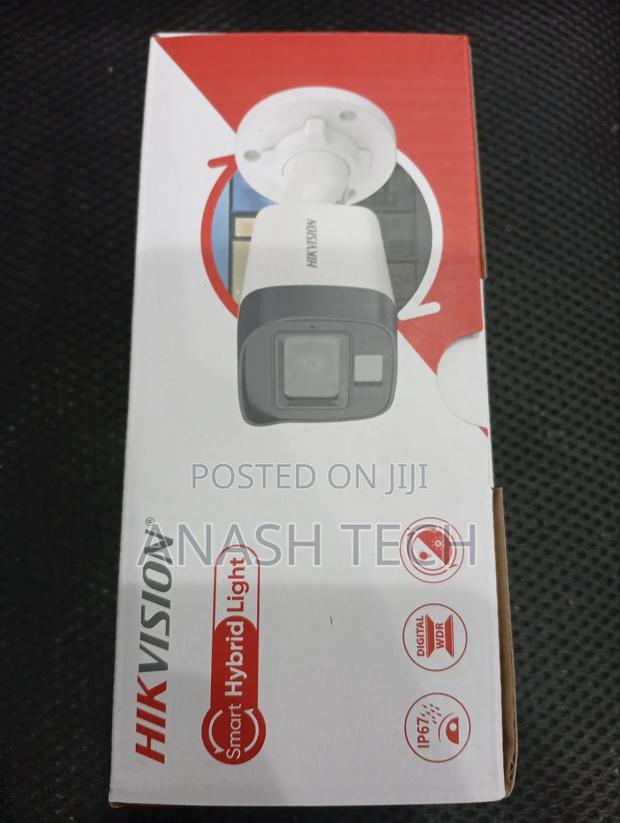 HIKVISION
POSTED ON JIJI
ANASH TECH
HIKVISION®
Smart Hybrid Light
DIGITAL
WDR
IP67